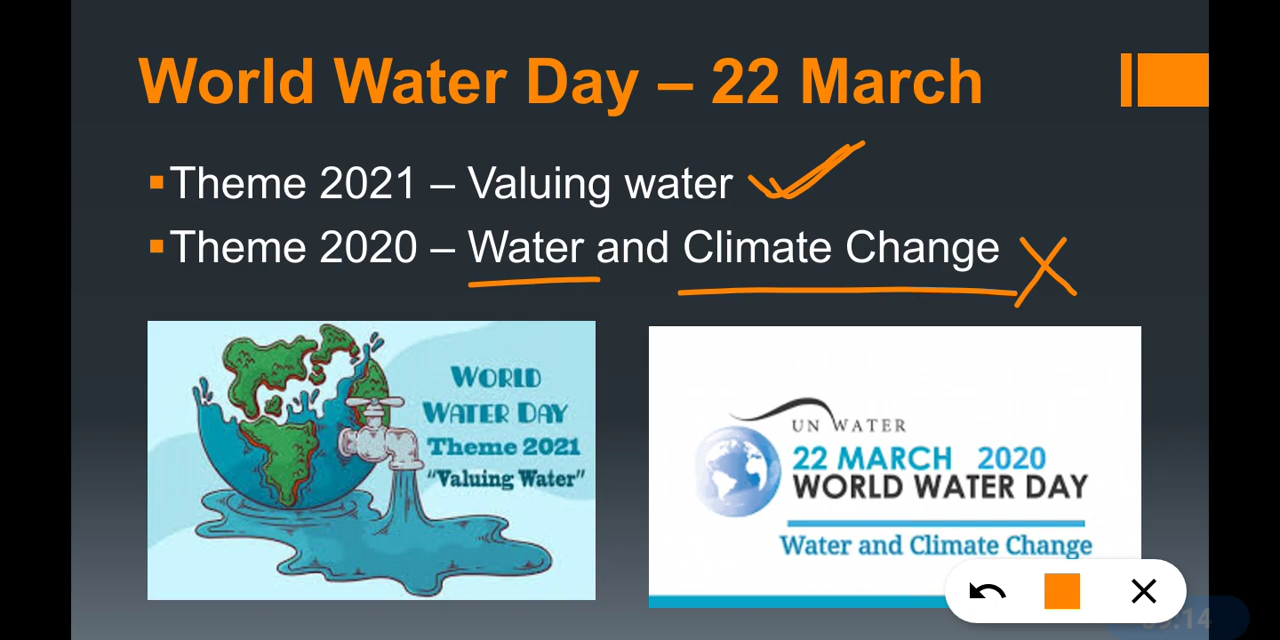 World Water Day – 22 March
Theme 2021 – Valuing water
Theme 2020 – Water and Climate Change
WORLD
WATER DAY
Theme 2021
"Valuing Water"
UN WATER
22 MARCH 2020
WORLD WATER DAY
Water and Climate Change